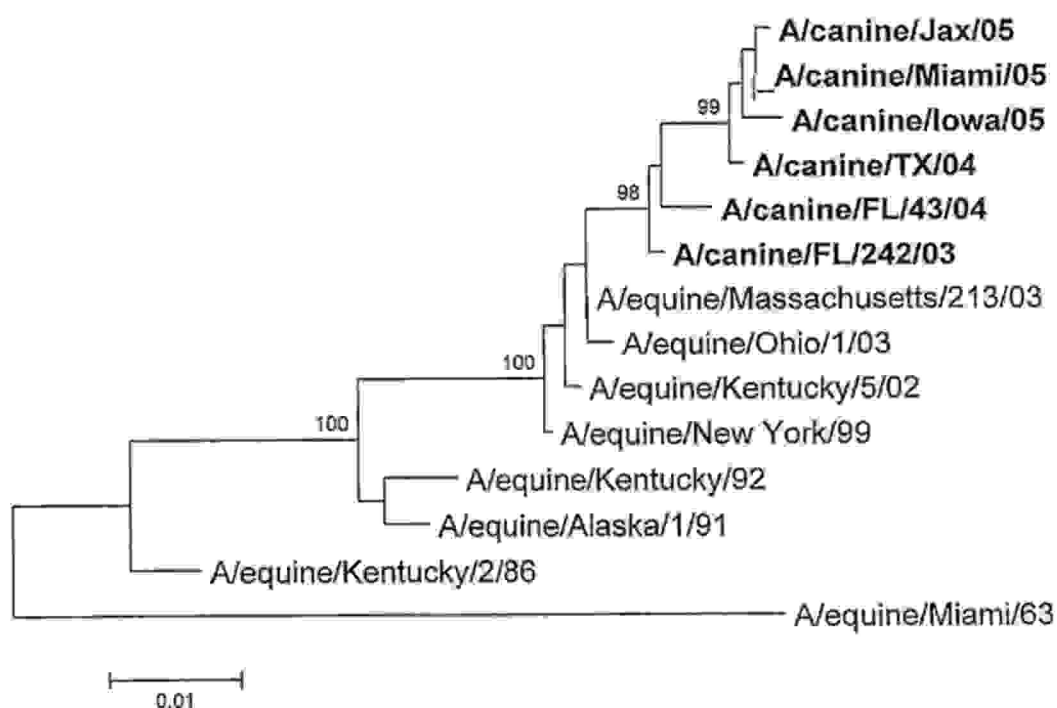 A/canine/Jax/05
A/canine/Miami/05
99
A/canine/Iowa/05
A/canine/TX/04
98
A/canine/FL/43/04
A/canine/FL/242/03
A/equine/Massachusetts/213/03
A/equine/Ohio/1/03
100
A/equine/Kentucky/5/02
100
A/equine/New York/99
A/equine/Kentucky/92
A/equine/Alaska/1/91
A/equine/Kentucky/2/86
A/equine/Miami/63
0.01